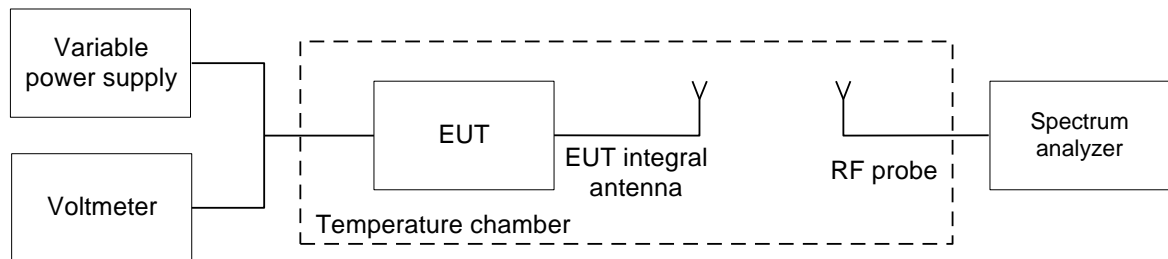 Variable
power supply
Voltmeter
EUT
EUT integral
antenna
RF probe
Temperature chamber
Spectrum
analyzer